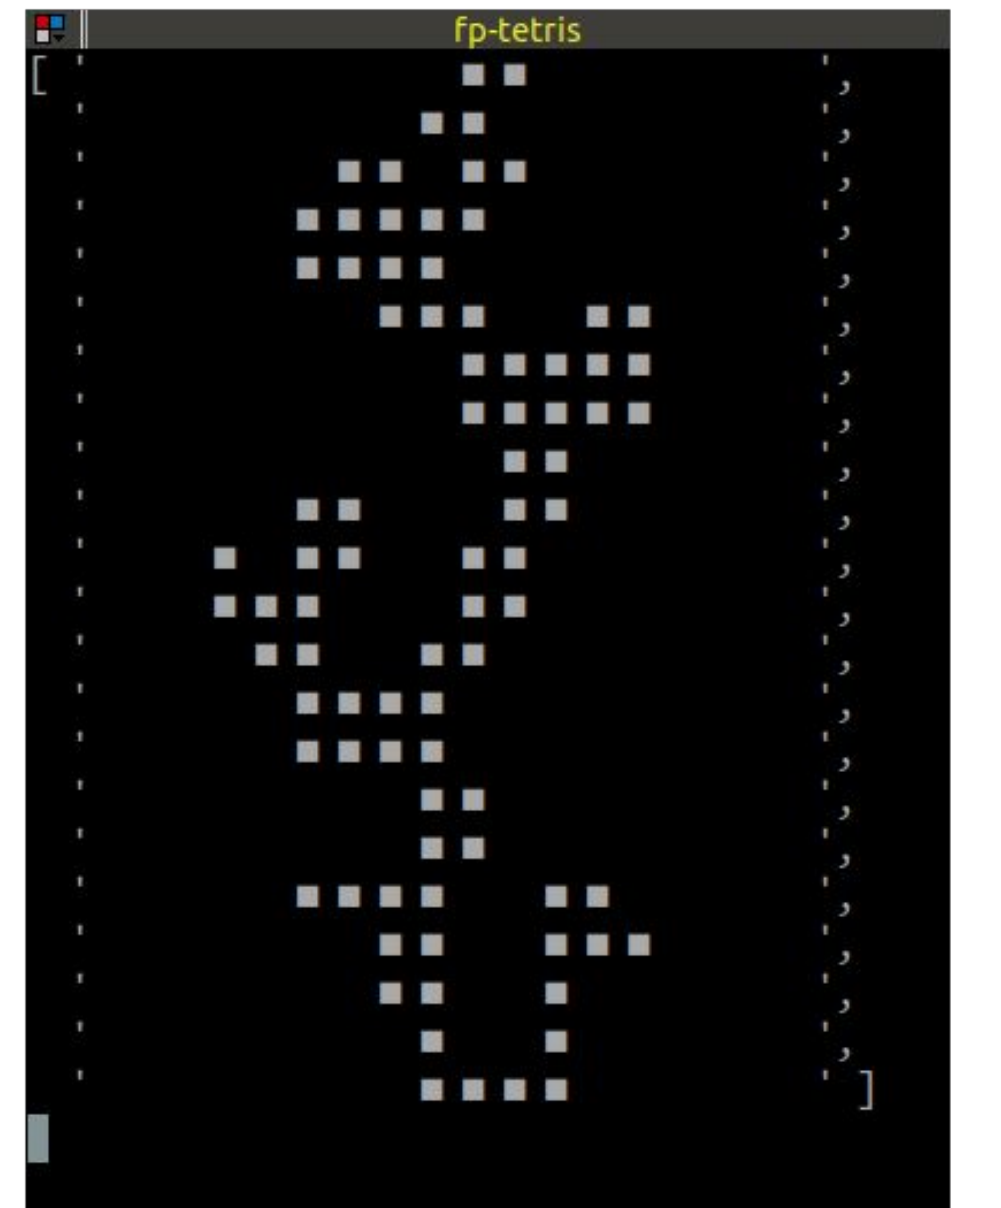 fp-tetris
[ '                  ■ ■              ',
  '                ■ ■                ',
  '            ■ ■   ■ ■              ',
  '          ■ ■ ■ ■ ■                ',
  '          ■ ■ ■ ■                  ',
  '              ■ ■ ■     ■ ■        ',
  '                  ■ ■ ■ ■ ■        ',
  '                  ■ ■ ■ ■ ■        ',
  '                    ■ ■            ',
  '          ■ ■       ■ ■            ',
  '      ■   ■ ■     ■ ■              ',
  '      ■ ■ ■       ■ ■              ',
  '        ■ ■     ■ ■                ',
  '          ■ ■ ■ ■                  ',
  '          ■ ■ ■ ■                  ',
  '                ■ ■                ',
  '                ■ ■                ',
  '          ■ ■ ■ ■     ■ ■          ',
  '              ■ ■     ■ ■ ■        ',
  '              ■ ■     ■            ',
  '                ■     ■            ',
  '                ■ ■ ■ ■            ' ]